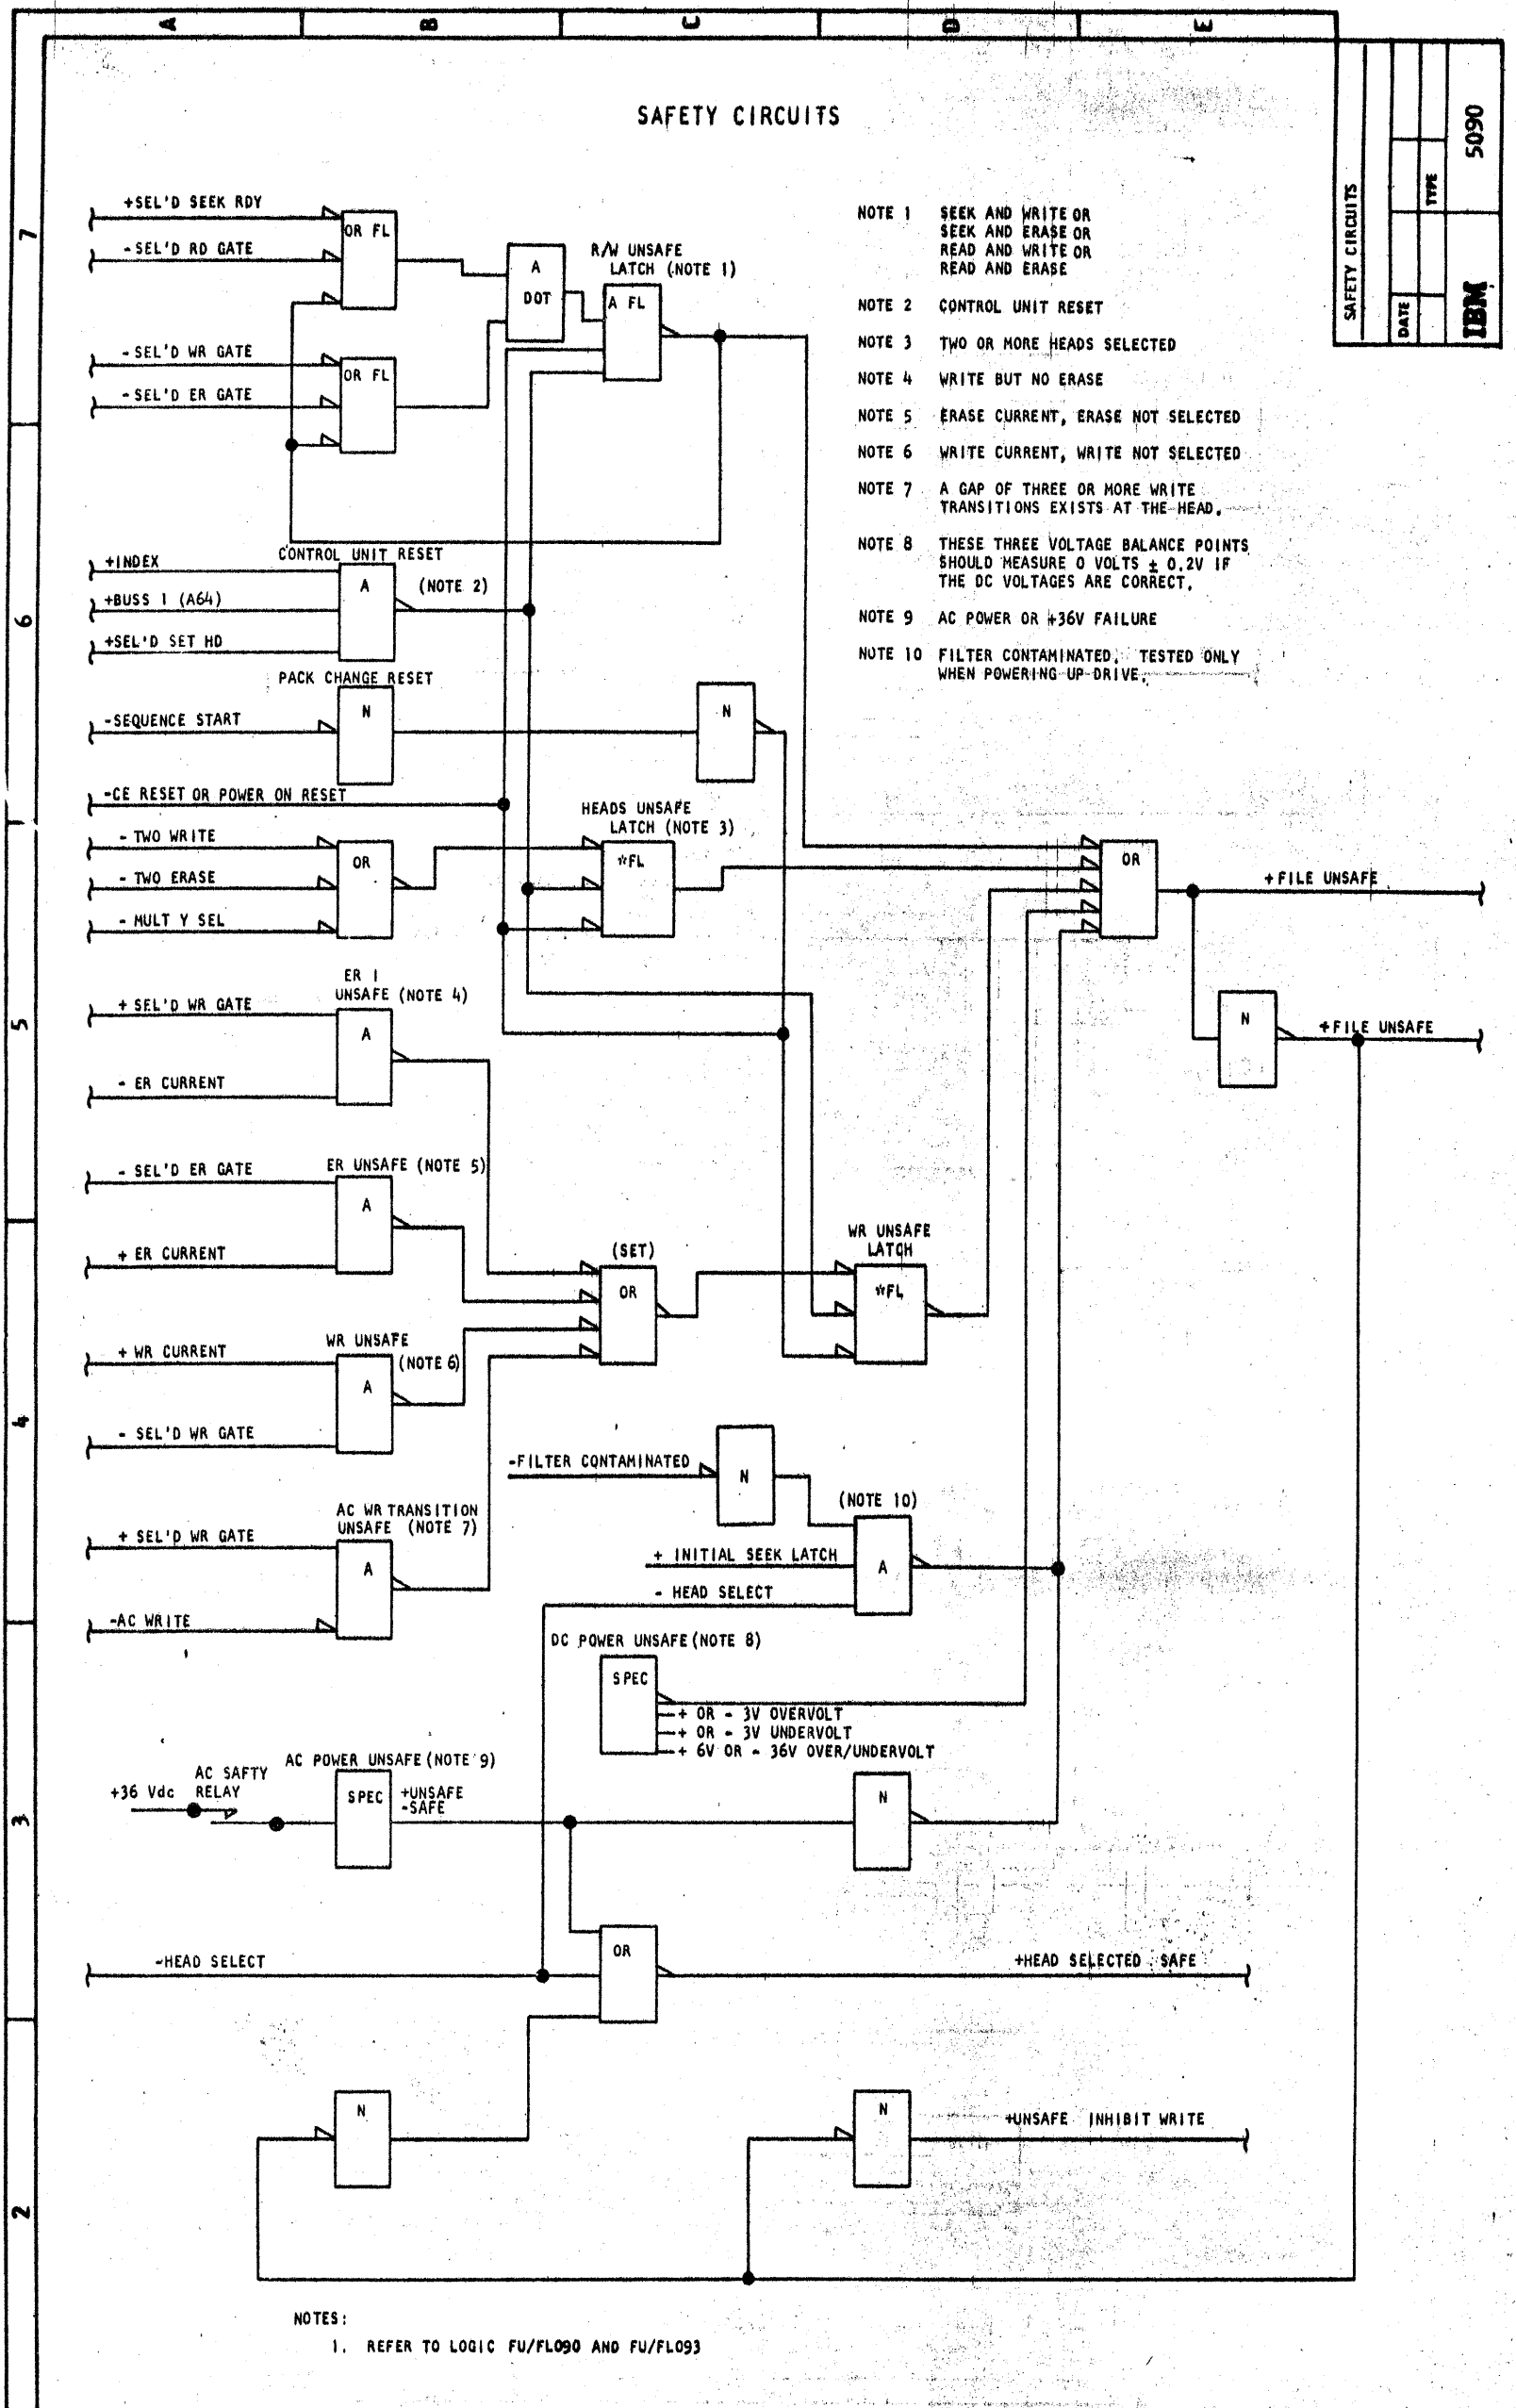 A
B
C
D
E
SAFETY CIRCUITS
SAFETY CIRCUITS
DATE
TYPE
IBM
5090
7
6
5
4
3
2
+SEL'D SEEK RDY
-SEL'D RD GATE
OR FL
A
DOT
R/W UNSAFE
LATCH (NOTE 1)
A FL
-SEL'D WR GATE
-SEL'D ER GATE
OR FL
NOTE 1 SEEK AND WRITE OR
SEEK AND ERASE OR
READ AND WRITE OR
READ AND ERASE
NOTE 2 CONTROL UNIT RESET
NOTE 3 TWO OR MORE HEADS SELECTED
NOTE 4 WRITE BUT NO ERASE
NOTE 5 ERASE CURRENT, ERASE NOT SELECTED
NOTE 6 WRITE CURRENT, WRITE NOT SELECTED
NOTE 7 A GAP OF THREE OR MORE WRITE
TRANSITIONS EXISTS AT THE HEAD.
NOTE 8 THESE THREE VOLTAGE BALANCE POINTS
SHOULD MEASURE 0 VOLTS ± 0.2V IF
THE DC VOLTAGES ARE CORRECT.
NOTE 9 AC POWER OR +36V FAILURE
NOTE 10 FILTER CONTAMINATED. TESTED ONLY
WHEN POWERING UP DRIVE.
+INDEX
CONTROL UNIT RESET
+BUSS 1 (A64)
A
(NOTE 2)
+SEL'D SET HD
PACK CHANGE RESET
-SEQUENCE START
N
N
-CE RESET OR POWER ON RESET
- TWO WRITE
- TWO ERASE
- MULT Y SEL
OR
HEADS UNSAFE
LATCH (NOTE 3)
*FL
OR
+FILE UNSAFE
N
+FILE UNSAFE
ER 1
UNSAFE (NOTE 4)
+ SEL'D WR GATE
A
- ER CURRENT
- SEL'D ER GATE
ER UNSAFE (NOTE 5)
A
+ ER CURRENT
(SET)
OR
WR UNSAFE
LATCH
*FL
+ WR CURRENT
WR UNSAFE
(NOTE 6)
A
- SEL'D WR GATE
-FILTER CONTAMINATED
N
(NOTE 10)
+ INITIAL SEEK LATCH
A
- HEAD SELECT
AC WR TRANSITION
UNSAFE (NOTE 7)
+ SEL'D WR GATE
A
-AC WRITE
DC POWER UNSAFE (NOTE 8)
SPEC
+ OR - 3V OVERVOLT
+ OR - 3V UNDERVOLT
+ 6V OR - 36V OVER/UNDERVOLT
AC POWER UNSAFE (NOTE 9)
AC SAFTY
RELAY
+36 Vdc
SPEC
+UNSAFE
-SAFE
N
-HEAD SELECT
OR
+HEAD SELECTED SAFE
N
N
+UNSAFE INHIBIT WRITE
NOTES:
1. REFER TO LOGIC FU/FL090 AND FU/FL093